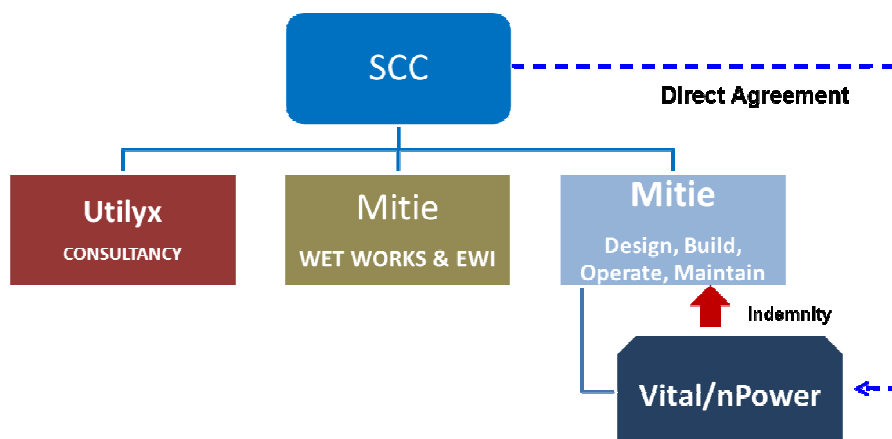 SCC
Direct Agreement
Utilyx
CONSULTANCY
Mitie
WET WORKS & EWI
Mitie
Design, Build,
Operate, Maintain
Indemnity
Vital/nPower